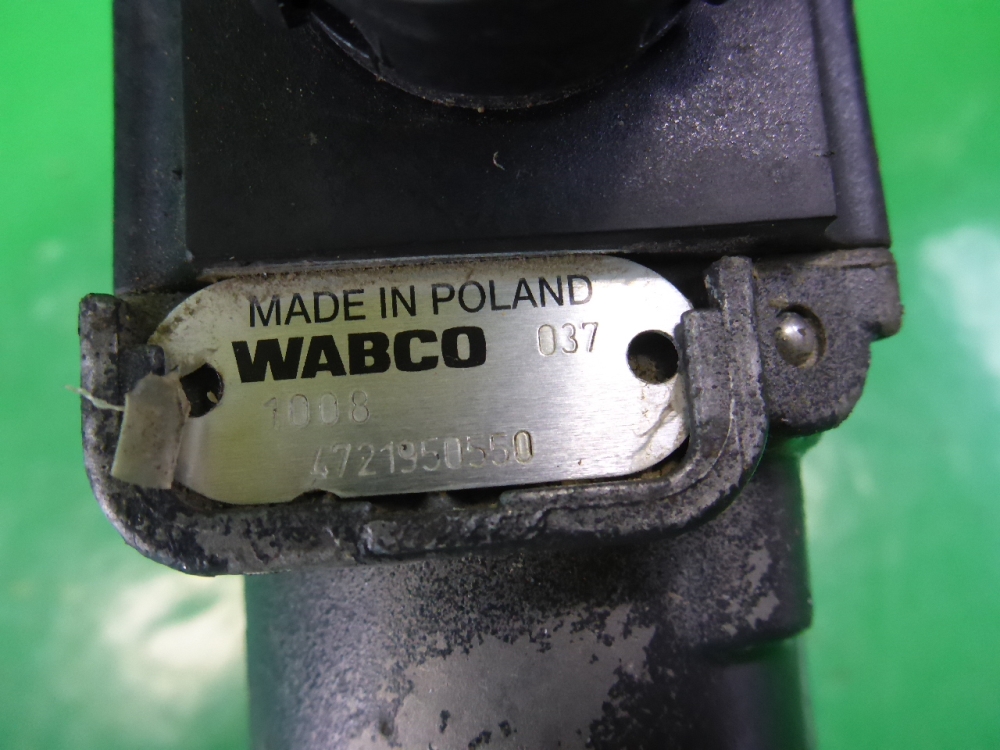 MADE IN POLAND
WABCO 037
1008
4721950550